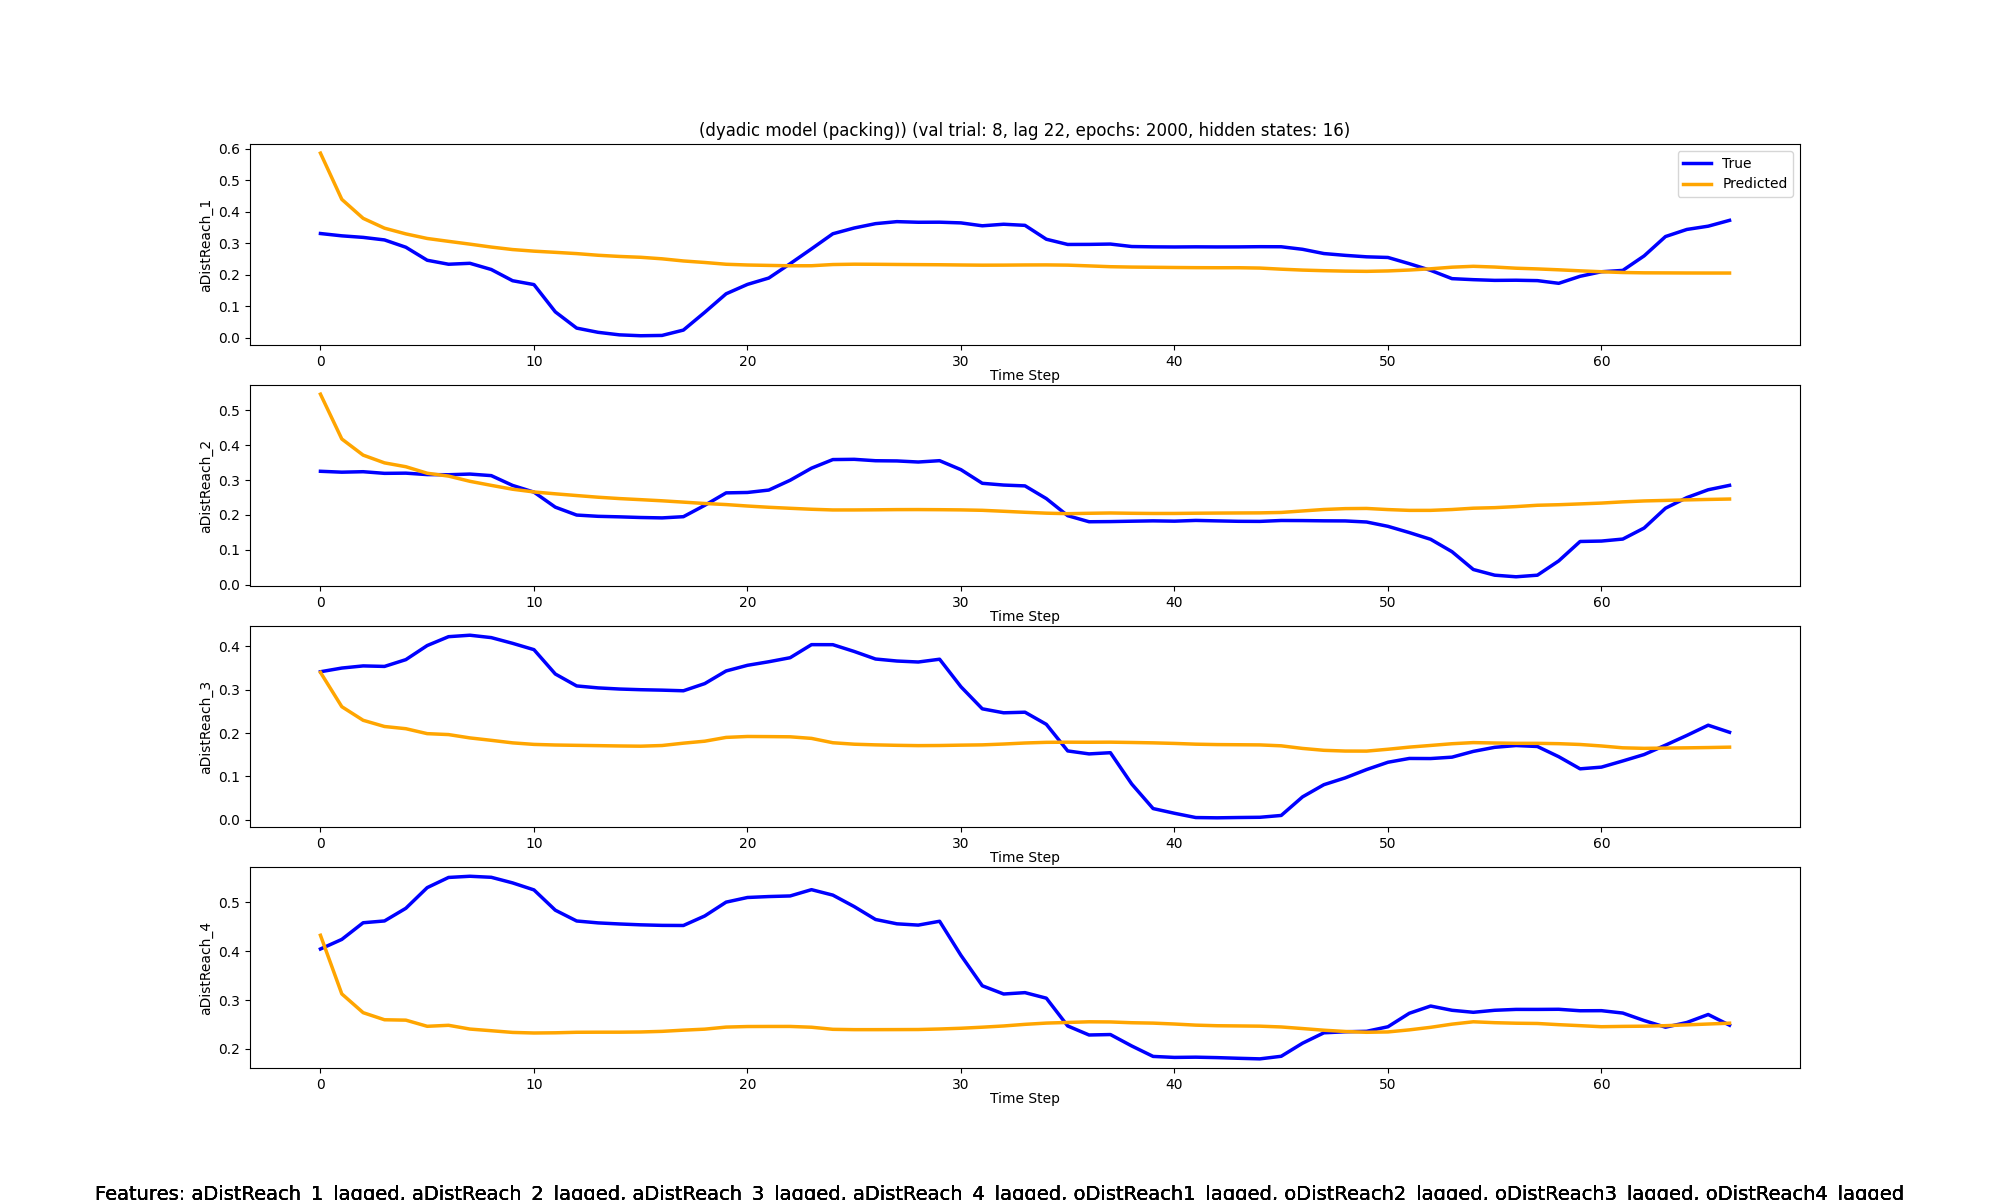 (dyadic model (packing)) (val trial: 8, lag 22, epochs: 2000, hidden states: 16)
True
Predicted
aDistReach_1
0.6
0.5
0.4
0.3
0.2
0.1
0.0
0 10 20 30 40 50 60
Time Step
aDistReach_2
0.5
0.4
0.3
0.2
0.1
0.0
0 10 20 30 40 50 60
Time Step
aDistReach_3
0.4
0.3
0.2
0.1
0.0
0 10 20 30 40 50 60
Time Step
aDistReach_4
0.5
0.4
0.3
0.2
0 10 20 30 40 50 60
Time Step
Features: aDistReach_1_lagged, aDistReach_2_lagged, aDistReach_3_lagged, aDistReach_4_lagged, oDistReach1_lagged, oDistReach2_lagged, oDistReach3_lagged, oDistReach4_lagged